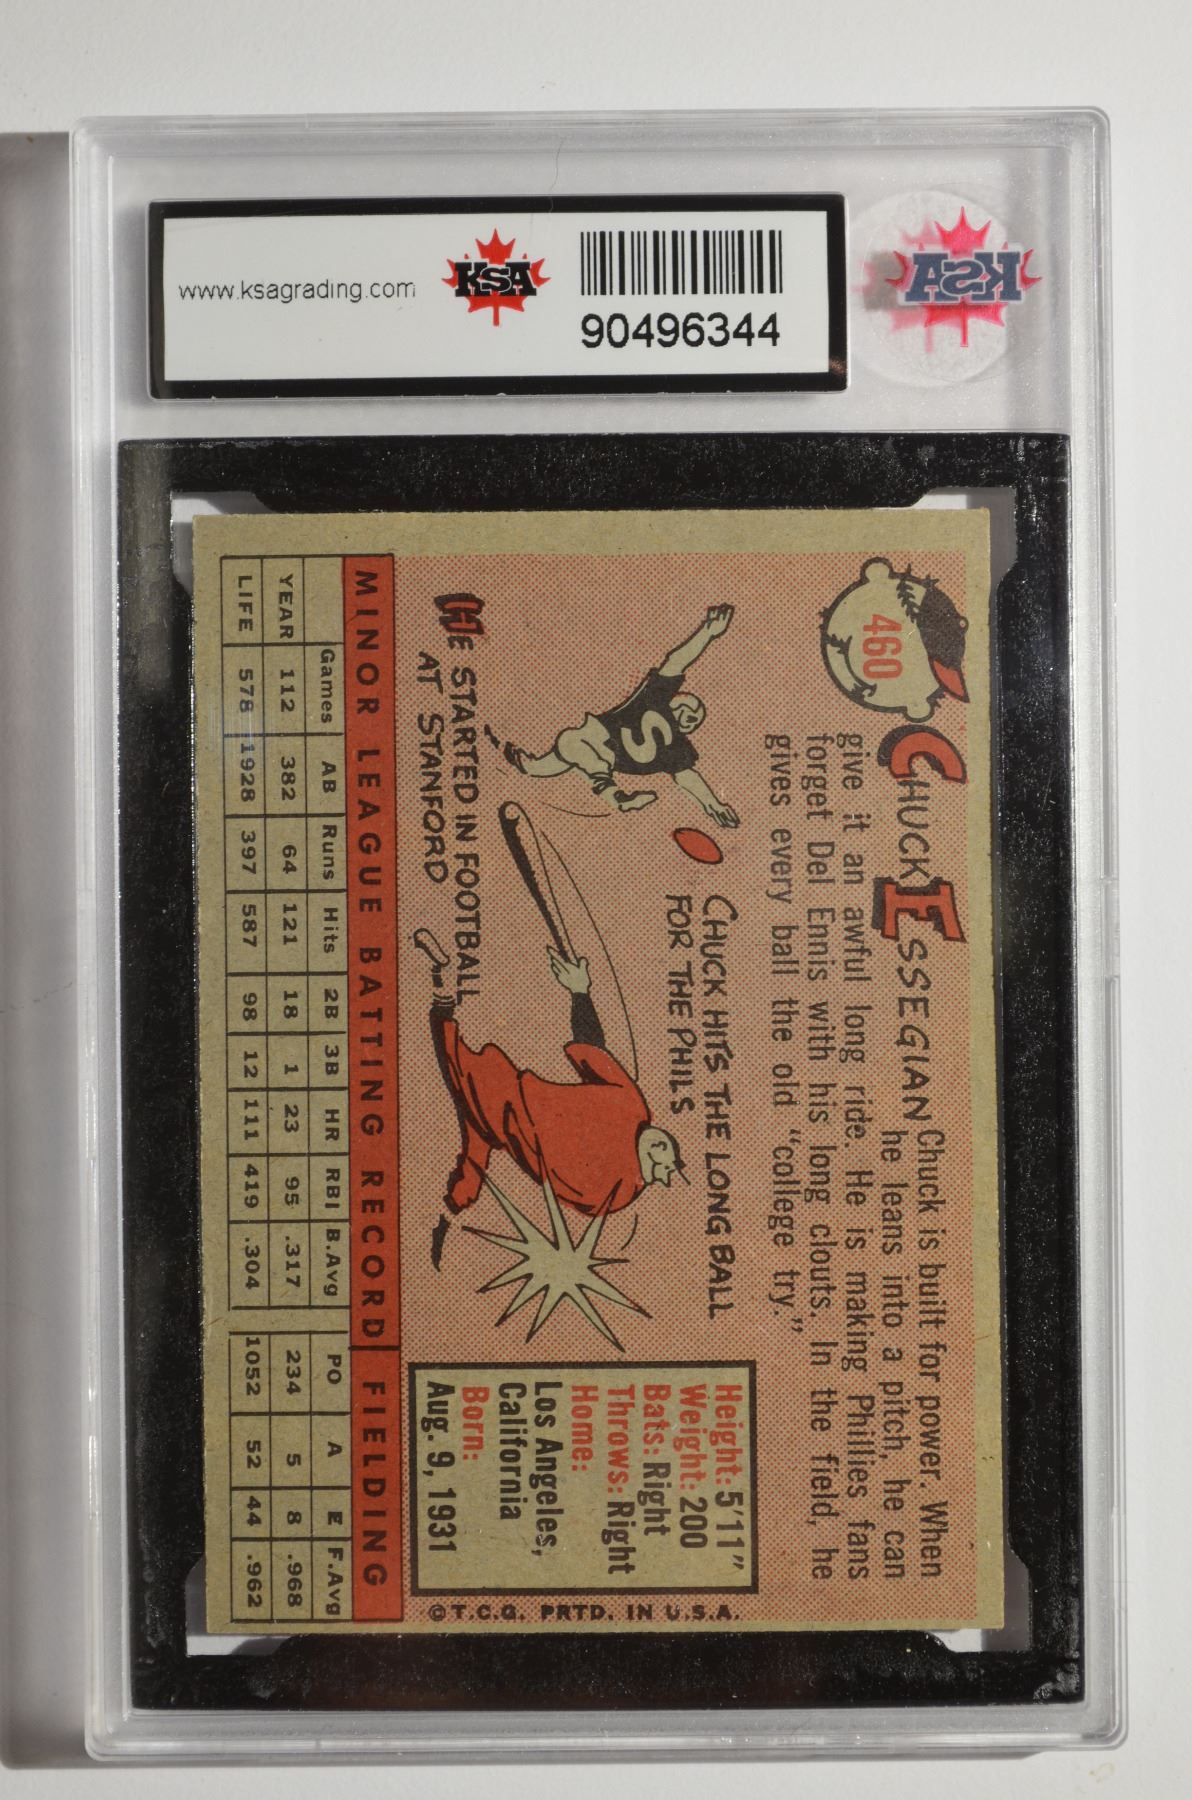 www.ksagrading.com
KSA
90496344
KSA
460
CHUCK ESSEGIAN
Chuck is built for power. When
he leans into a pitch, he can
give it an awful long ride. He is making Phillies fans
forget Del Ennis with his long clouts. In the field, he
gives every ball the old “college try.”
CHUCK HITS THE LONG BALL
FOR THE PHILS
S
HE STARTED IN FOOTBALL
AT STANFORD
Height: 5'11"
Weight: 200
Bats: Right
Throws: Right
Home:
Los Angeles,
California
Born:
Aug. 9, 1931
©T.C.G. PRTD. IN U.S.A.
MINOR LEAGUE BATTING RECORD FIELDING
Games AB Runs Hits 2B 3B HR RBI B.Avg PO A E F.Avg
YEAR 112 382 64 121 18 1 23 95 .317 234 5 8 .968
LIFE 578 1928 397 587 98 12 111 419 .304 1052 52 44 .962